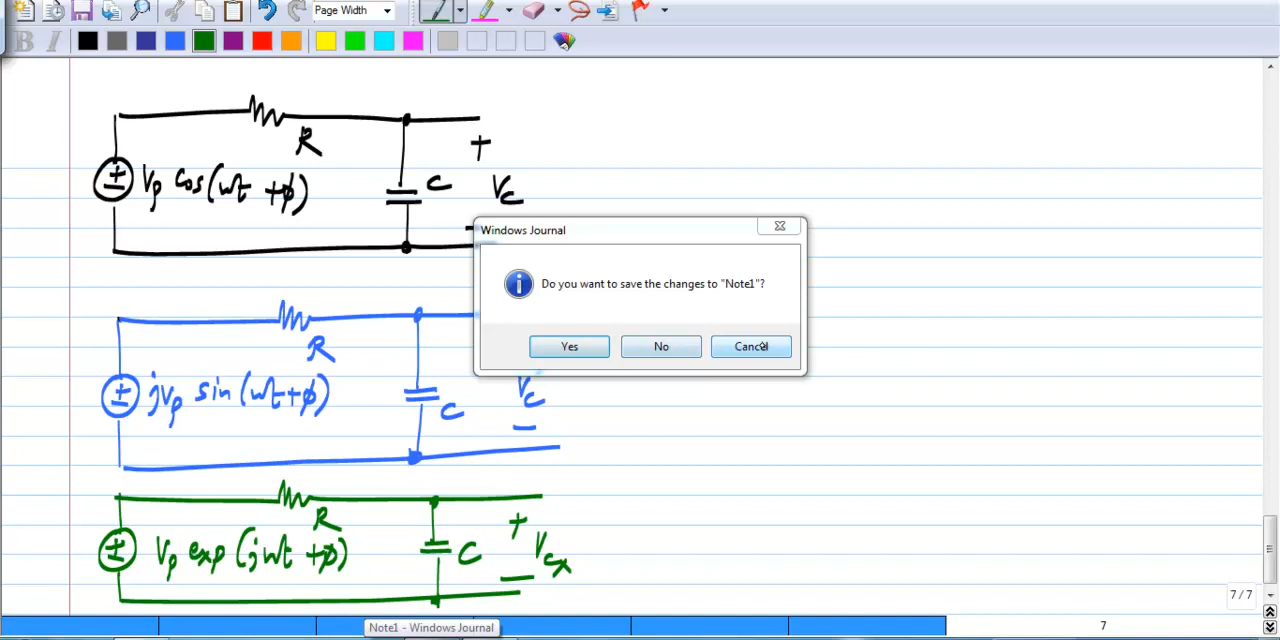 Page Width
B I
R
+
± Vp cos(ωt +ϕ)
C
Vc
-
Windows Journal
Do you want to save the changes to "Note1"?
Yes No Cancel
R
± jVp sin(ωt+ϕ)
C
Vc
-
R
+
± Vp exp(jωt +ϕ)
C
Vcx
-
7/7
Note1 - Windows Journal
7